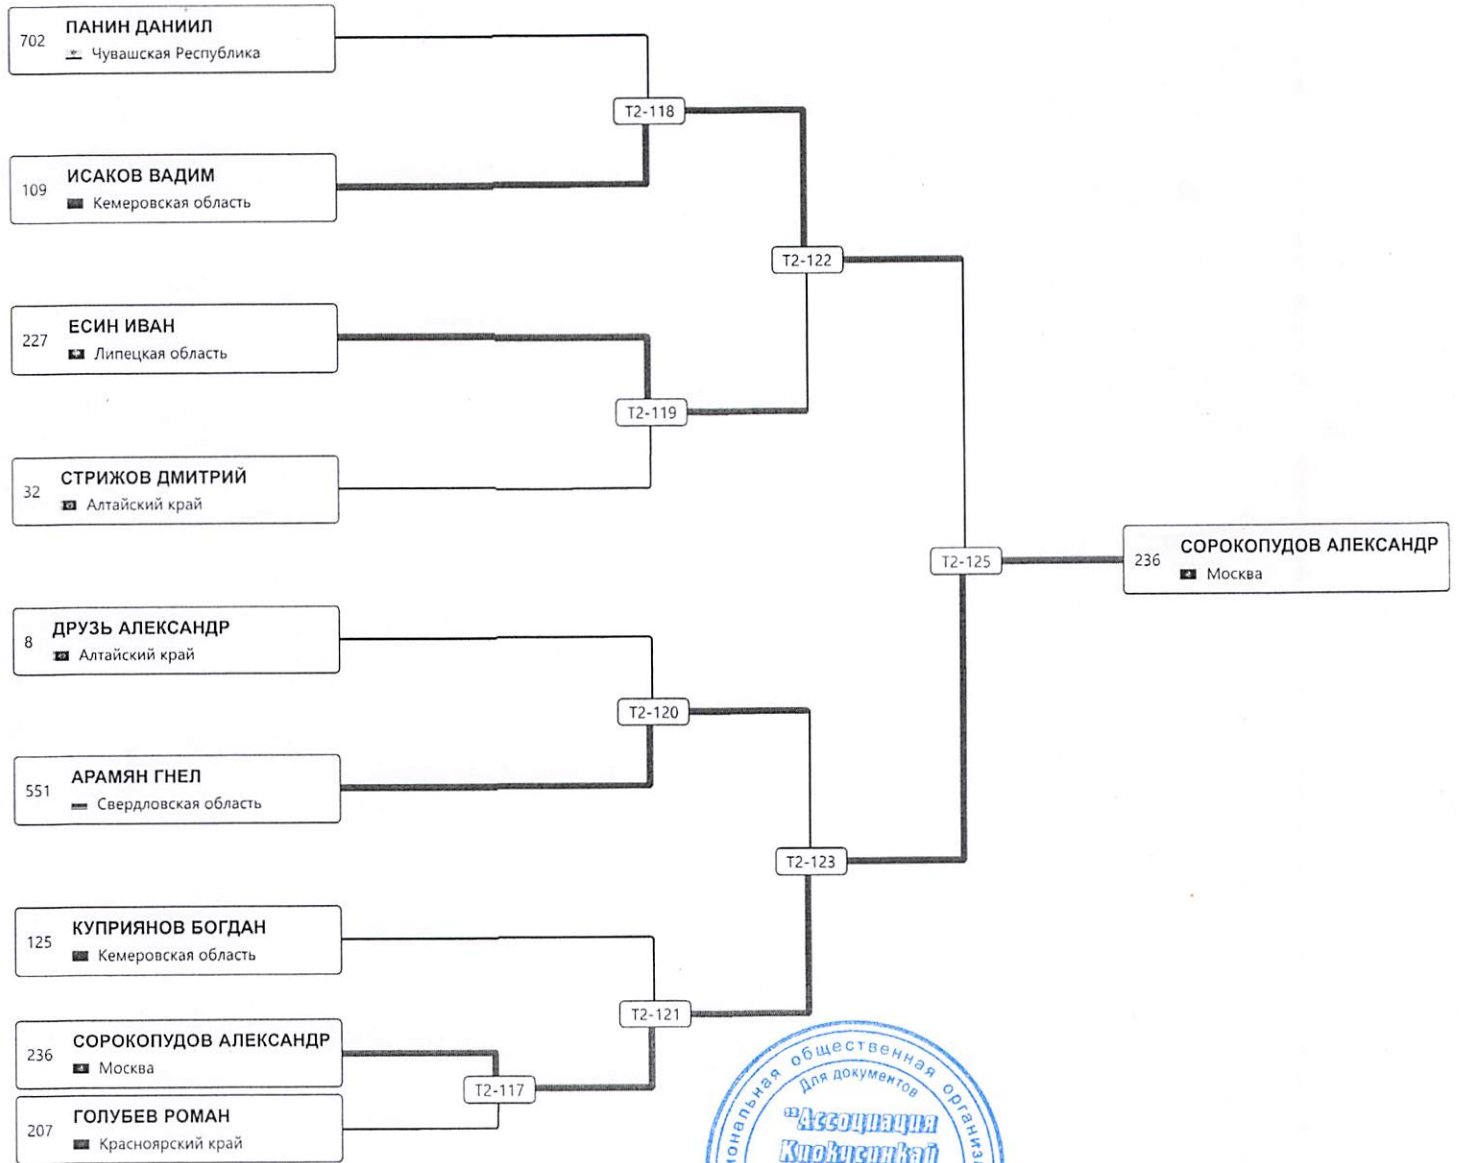 702 ПАНИН ДАНИИЛ
Чувашская Республика
T2-118
109 ИСАКОВ ВАДИМ
Кемеровская область
T2-122
227 ЕСИН ИВАН
Липецкая область
T2-119
32 СТРИЖОВ ДМИТРИЙ
Алтайский край
T2-125
236 СОРОКОПУДОВ АЛЕКСАНДР
Москва
8 ДРУЗЬ АЛЕКСАНДР
Алтайский край
T2-120
551 АРАМЯН ГНЕЛ
Свердловская область
T2-123
125 КУПРИЯНОВ БОГДАН
Кемеровская область
T2-121
236 СОРОКОПУДОВ АЛЕКСАНДР
Москва
T2-117
207 ГОЛУБЕВ РОМАН
Красноярский край
общественная
Для документов
"Ассоциация
Киокусинкай